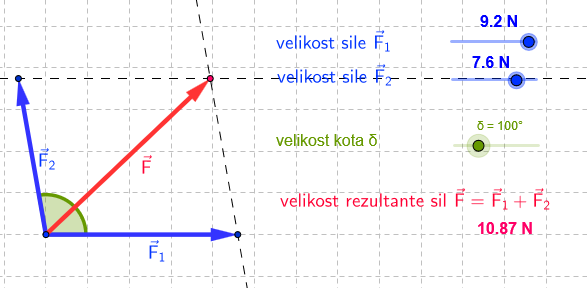 9.2 N
velikost sile F⃗₁
7.6 N
velikost sile F⃗₂
δ = 100°
velikost kota δ
F⃗₂
F⃗
velikost rezultante sil F⃗ = F⃗₁ + F⃗₂
10.87 N
F⃗₁